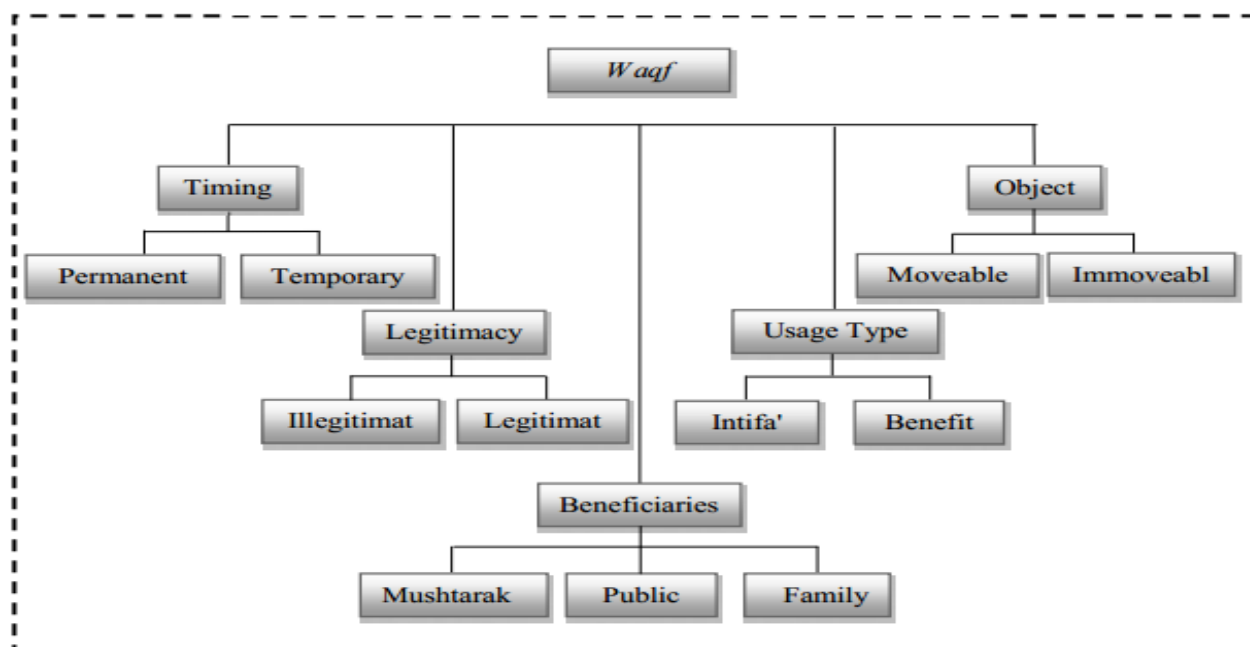 Waqf
Timing
Object
Permanent
Temporary
Moveable
Immoveabl
Legitimacy
Usage Type
Illegitimat
Legitimat
Intifa'
Benefit
Beneficiaries
Mushtarak
Public
Family